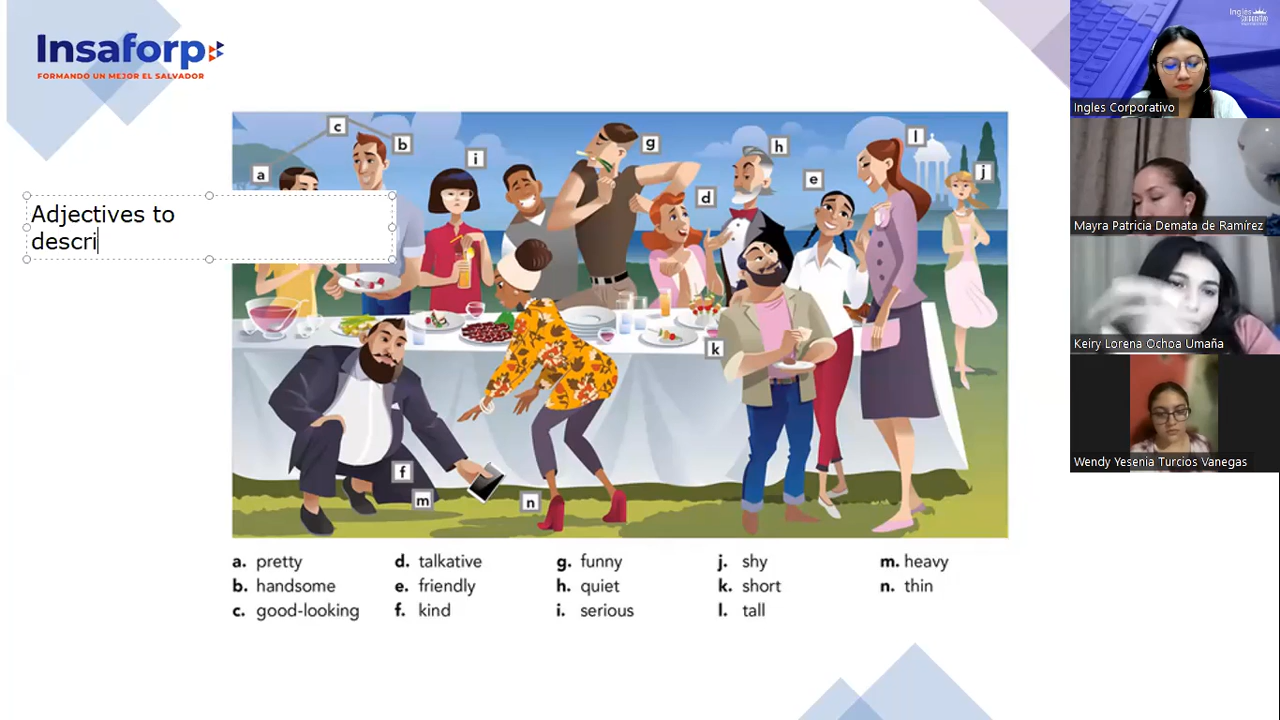 Insaforp
FORMANDO UN MEJOR EL SALVADOR
Adjectives to
descri
c
b
a
i
g
h
l
j
d
e
k
f
m
n
a. pretty
b. handsome
c. good-looking
d. talkative
e. friendly
f. kind
g. funny
h. quiet
i. serious
j. shy
k. short
l. tall
m. heavy
n. thin
Ingles Corporativo
Mayra Patricia Demata de Ramírez
Keiry Lorena Ochoa Umaña
Wendy Yesenia Turcios Vanegas